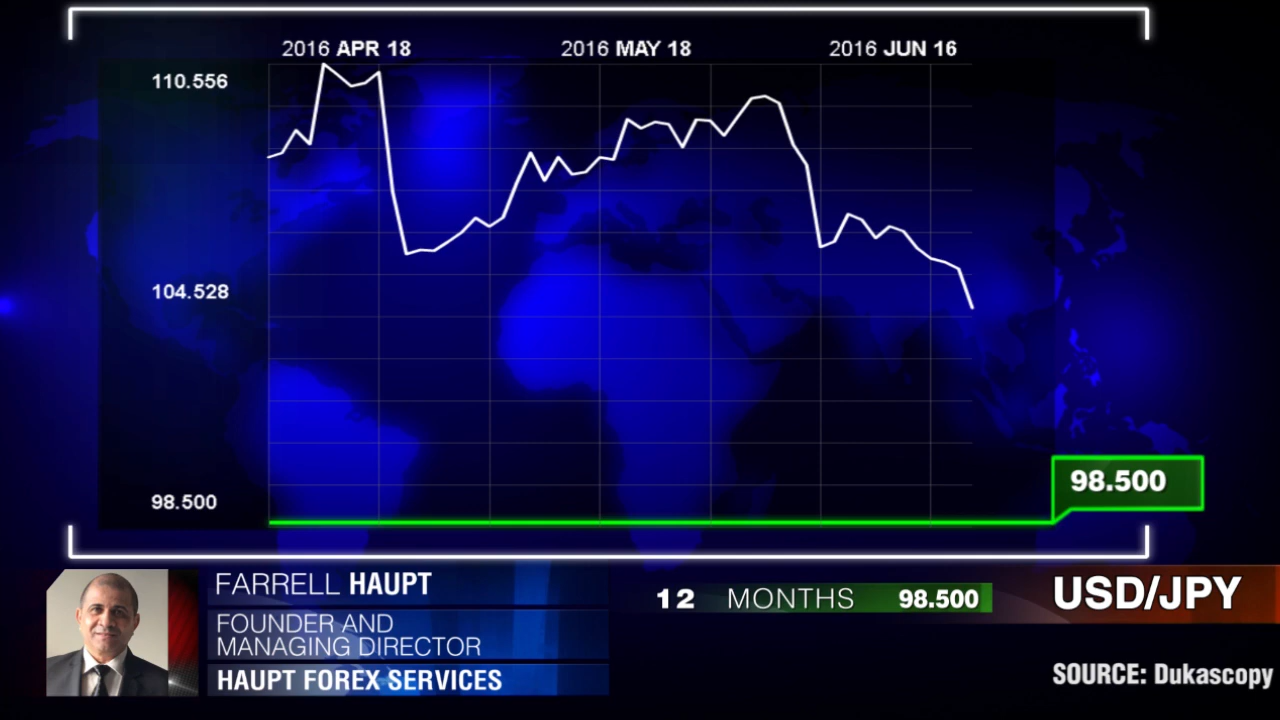 2016 APR 18 2016 MAY 18 2016 JUN 16
110.556
104.528
98.500
98.500
FARRELL HAUPT
FOUNDER AND
MANAGING DIRECTOR
HAUPT FOREX SERVICES
12 MONTHS 98.500
USD/JPY
SOURCE: Dukascopy